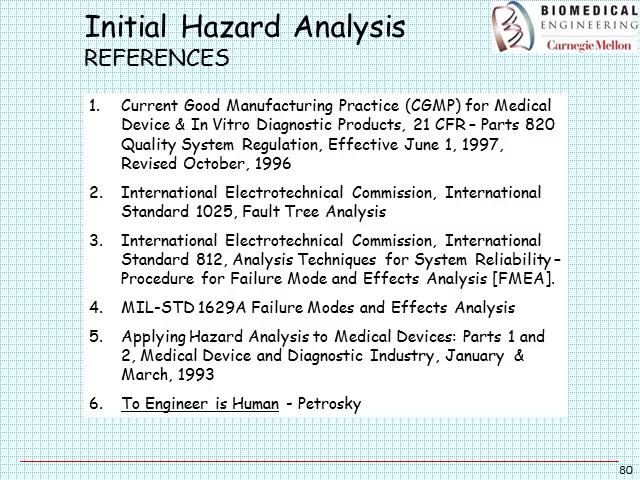 Initial Hazard Analysis
REFERENCES
BIOMEDICAL
ENGINEERING
Carnegie Mellon
1. Current Good Manufacturing Practice (CGMP) for Medical
Device & In Vitro Diagnostic Products, 21 CFR – Parts 820
Quality System Regulation, Effective June 1, 1997,
Revised October, 1996
2. International Electrotechnical Commission, International
Standard 1025, Fault Tree Analysis
3. International Electrotechnical Commission, International
Standard 812, Analysis Techniques for System Reliability –
Procedure for Failure Mode and Effects Analysis [FMEA].
4. MIL-STD 1629A Failure Modes and Effects Analysis
5. Applying Hazard Analysis to Medical Devices: Parts 1 and
2, Medical Device and Diagnostic Industry, January &
March, 1993
6. To Engineer is Human - Petrosky
80